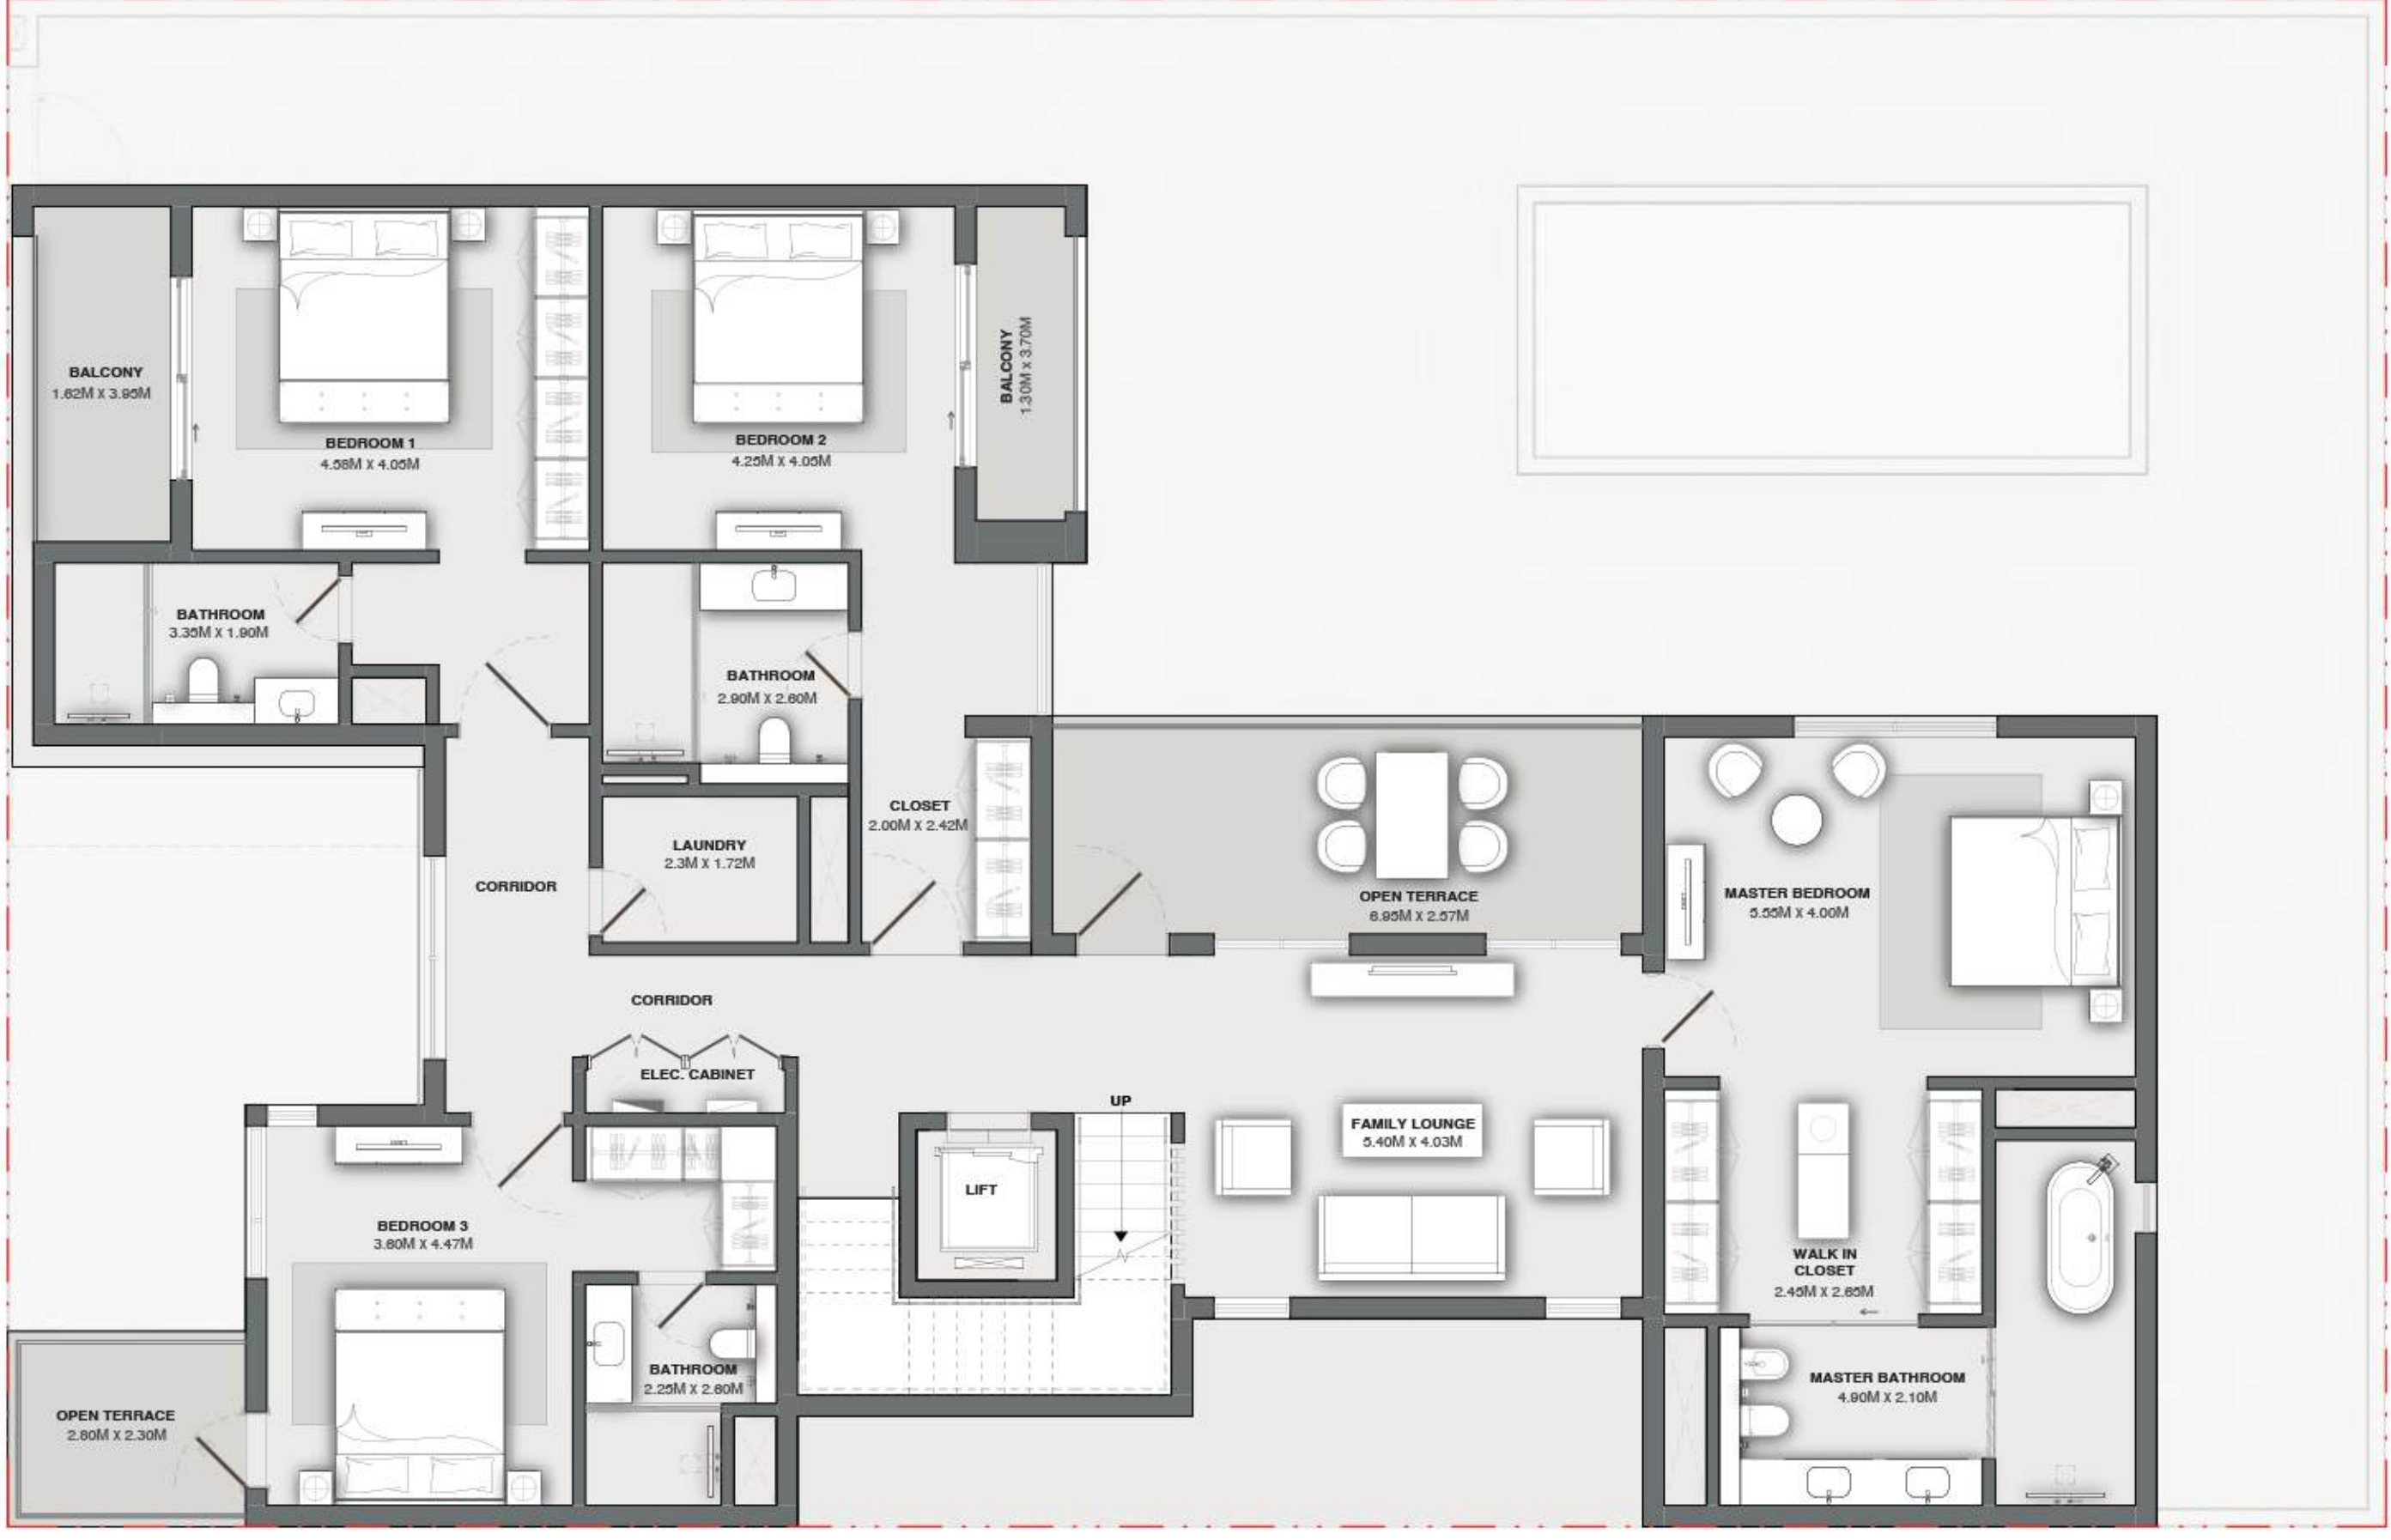 BALCONY
1.62M X 3.95M
BEDROOM 1
4.58M X 4.05M
BEDROOM 2
4.25M X 4.05M
BALCONY
1.30M x 3.70M
BATHROOM
3.35M X 1.90M
BATHROOM
2.90M X 2.60M
CLOSET
2.00M X 2.42M
LAUNDRY
2.3M X 1.72M
CORRIDOR
OPEN TERRACE
6.95M X 2.57M
MASTER BEDROOM
5.55M X 4.00M
CORRIDOR
ELEC. CABINET
UP
FAMILY LOUNGE
5.40M X 4.03M
LIFT
BEDROOM 3
3.60M X 4.47M
WALK IN
CLOSET
2.45M X 2.65M
BATHROOM
2.25M X 2.60M
MASTER BATHROOM
4.90M X 2.10M
OPEN TERRACE
2.80M X 2.30M